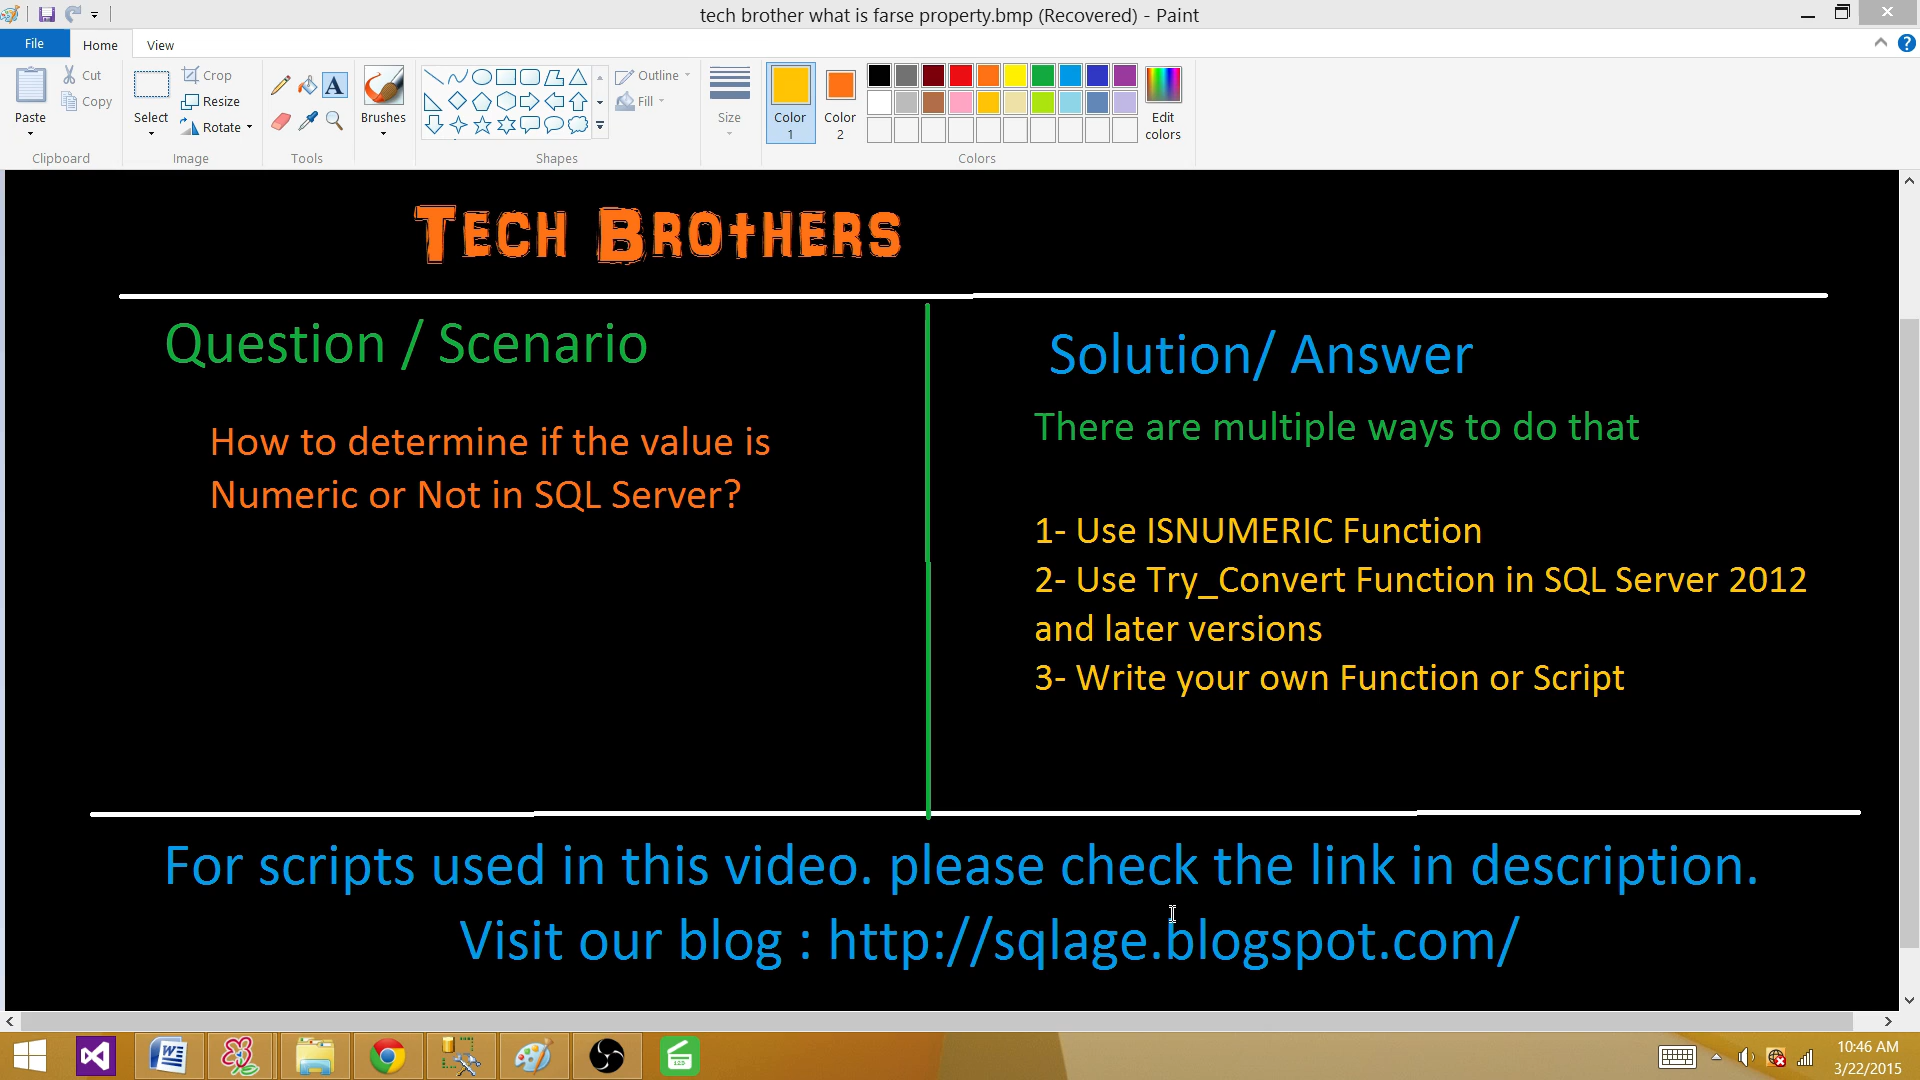 tech brother what is farse property.bmp (Recovered) - Paint
File
Home
View
Paste
Cut
Copy
Clipboard
Select
Crop
Resize
Rotate
Image
A
Tools
Brushes
Shapes
Outline
Fill
Size
Color
1
Color
2
Edit
colors
Colors
Tech Brothers
Question / Scenario
How to determine if the value is
Numeric or Not in SQL Server?
Solution/ Answer
There are multiple ways to do that
1- Use ISNUMERIC Function
2- Use Try_Convert Function in SQL Server 2012
and later versions
3- Write your own Function or Script
For scripts used in this video. please check the link in description.
Visit our blog : http://sqlage.blogspot.com/
10:46 AM
3/22/2015